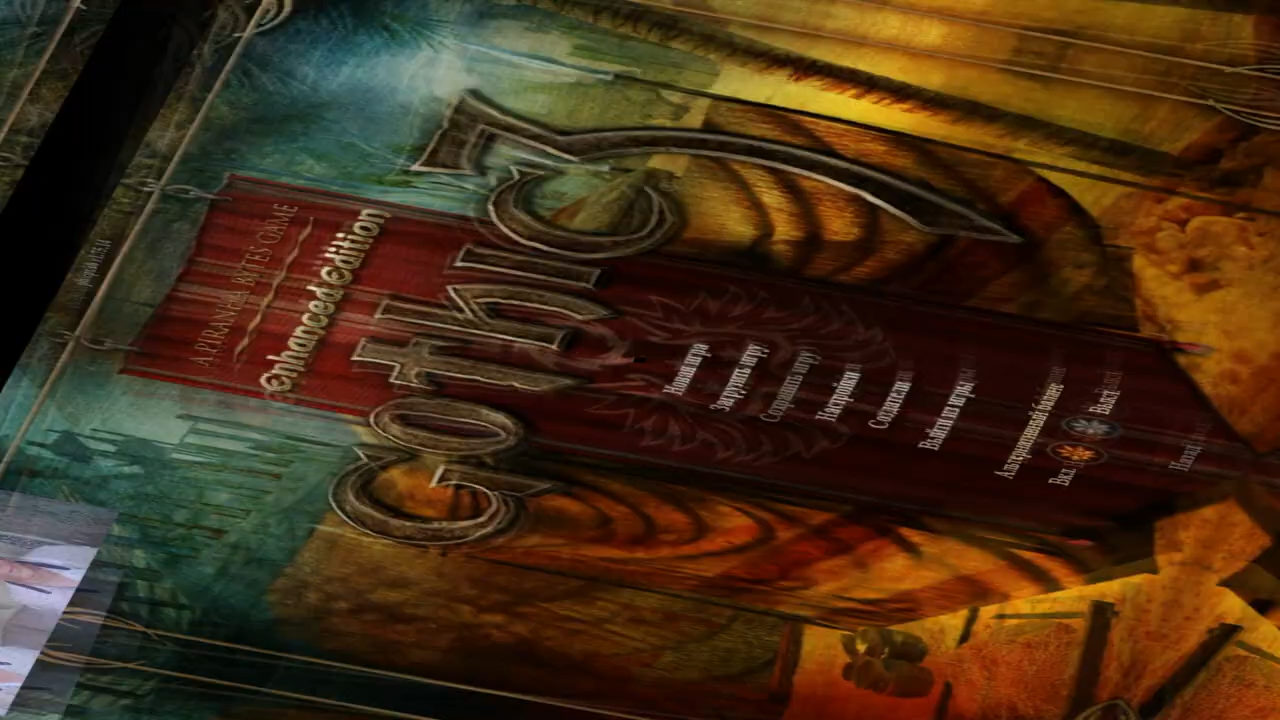 A PIRANHA BYTES GAME
Enhanced Edition
Gothic
Новая игра
Загрузить игру
Сохранить игру
Настройки
Создатели
Выйти из игры
Альтернативный баланс
Вкл Выкл
Назад